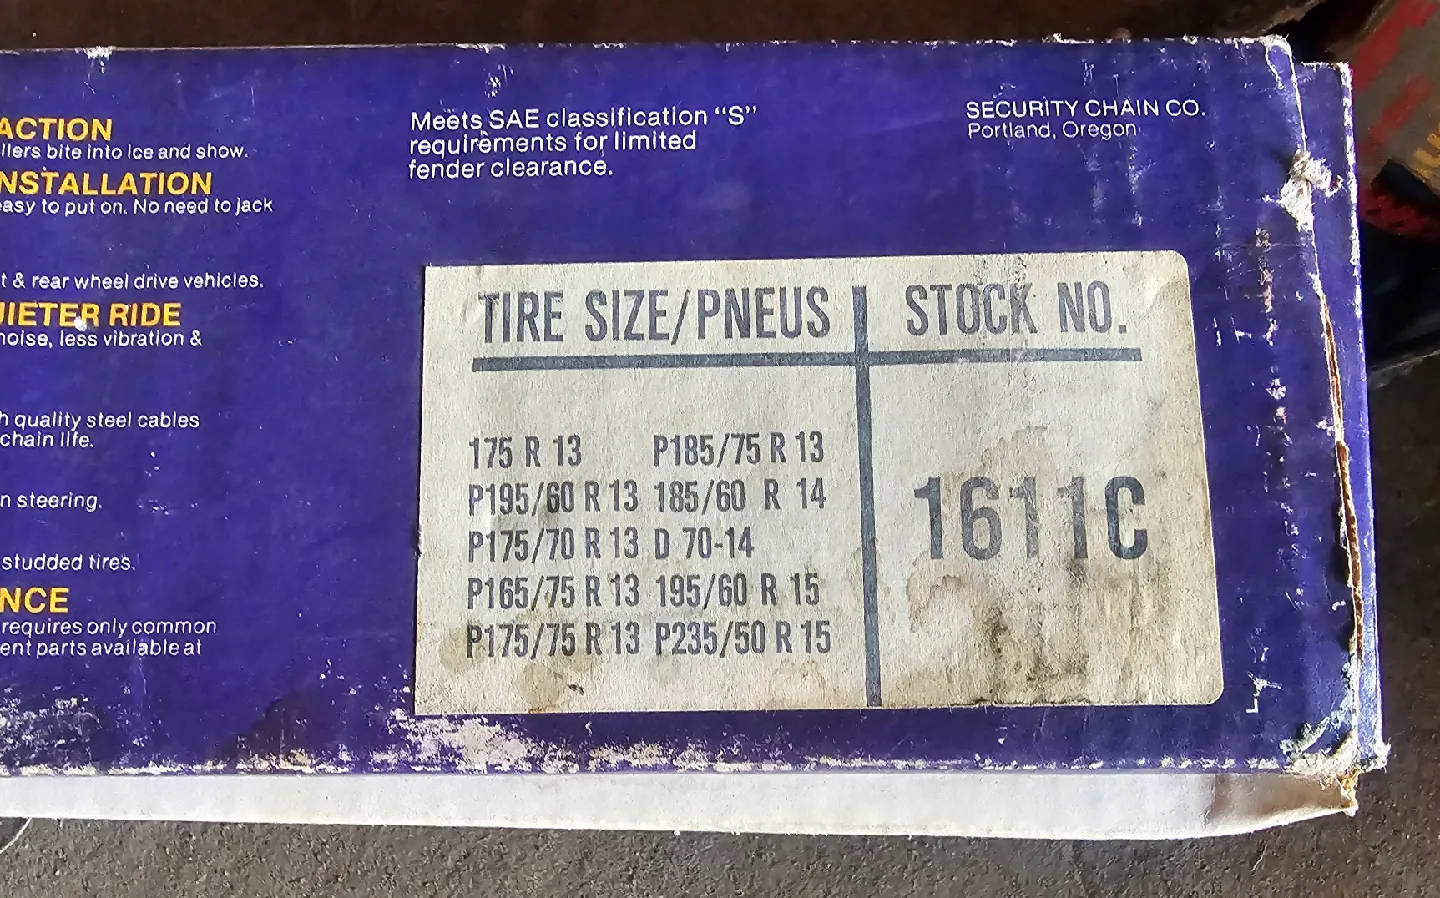 ACTION
llers bite into ice and show.
NSTALLATION
easy to put on. No need to jack
t & rear wheel drive vehicles.
UIETER RIDE
noise, less vibration &
h quality steel cables
chain life.
n steering.
studded tires.
NCE
requires only common
ent parts available at
Meets SAE classification "S"
requirements for limited
fender clearance.
SECURITY CHAIN CO.
Portland, Oregon
TIRE SIZE/PNEUS STOCK NO.
175 R 13 P185/75 R 13
P195/60 R 13 185/60 R 14
P175/70 R 13 D 70-14
P165/75 R 13 195/60 R 15
P175/75 R 13 P235/50 R 15
1611C